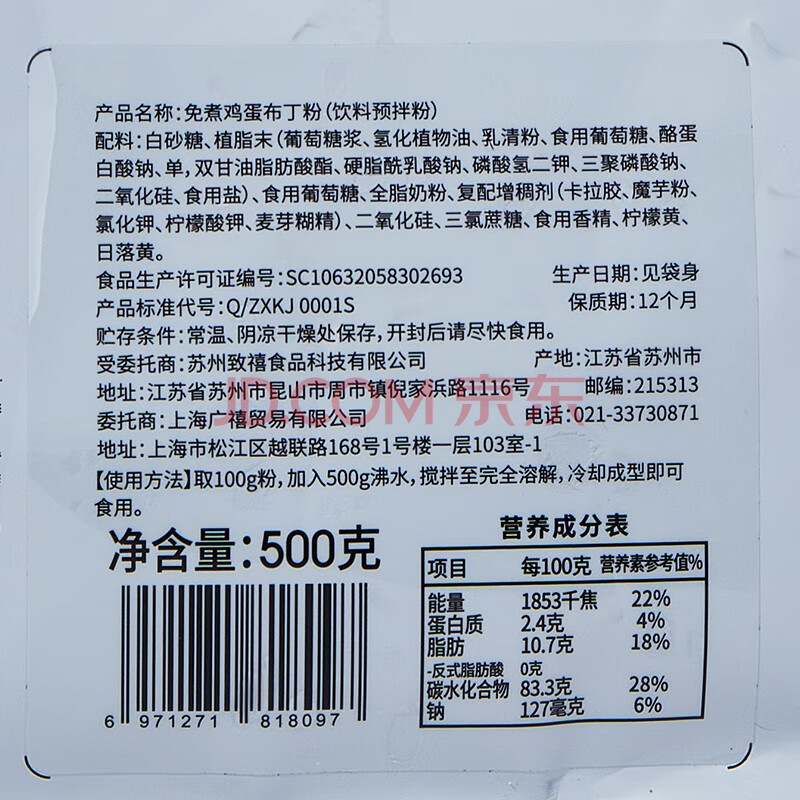 产品名称：免煮鸡蛋布丁粉（饮料预拌粉）
配料：白砂糖、植脂末（葡萄糖浆、氢化植物油、乳清粉、食用葡萄糖、酪蛋
白酸钠、单，双甘油脂肪酸酯、硬脂酰乳酸钠、磷酸氢二钾、三聚磷酸钠、
二氧化硅、食用盐）、食用葡萄糖、全脂奶粉、复配增稠剂（卡拉胶、魔芋粉、
氯化钾、柠檬酸钾、麦芽糊精）、二氧化硅、三氯蔗糖、食用香精、柠檬黄、
日落黄。
食品生产许可证编号：SC10632058302693 生产日期：见袋身
产品标准代号：Q/ZXKJ 0001S 保质期：12个月
贮存条件：常温、阴凉干燥处保存，开封后请尽快食用。
受委托商：苏州致禧食品科技有限公司 产地：江苏省苏州市
地址：江苏省苏州市昆山市周市镇倪家浜路1116号 邮编：215313
JD.COM 京东
委托商：上海广禧贸易有限公司 电话：021-33730871
地址：上海市松江区越联路168号1号楼一层103室-1
【使用方法】取100g粉，加入500g沸水，搅拌至完全溶解，冷却成型即可
食用。
净含量：500克
6 971271 818097
营养成分表
项目 每100克 营养素参考值%
能量 1853千焦 22%
蛋白质 2.4克 4%
脂肪 10.7克 18%
-反式脂肪酸 0克
碳水化合物 83.3克 28%
钠 127毫克 6%